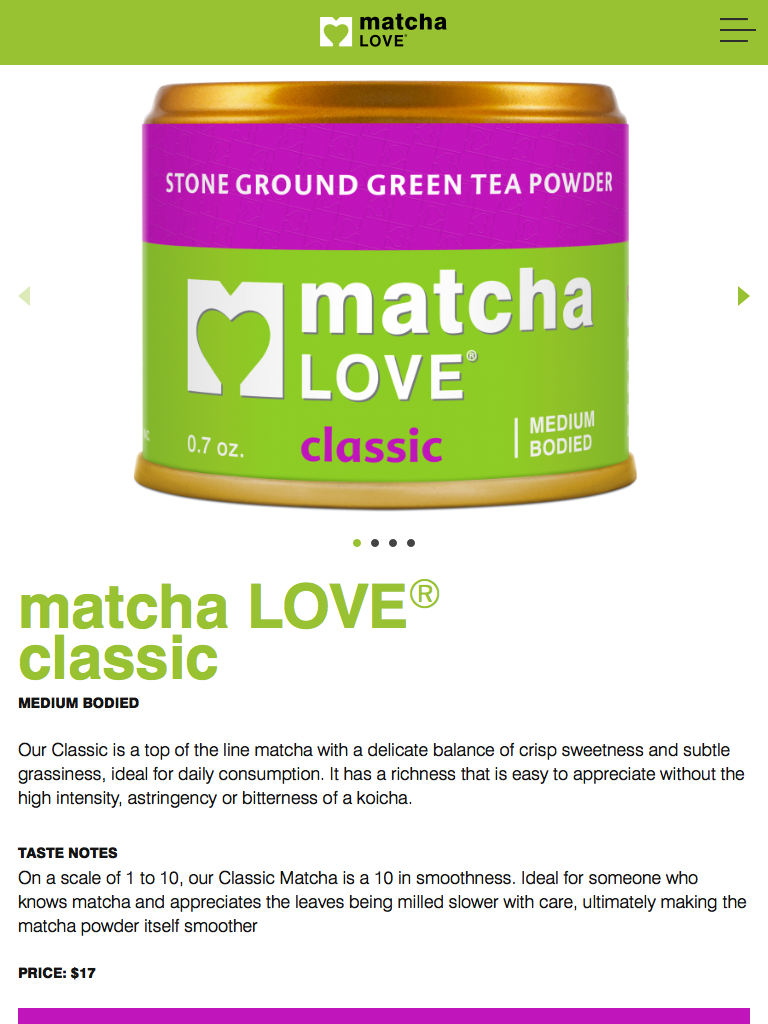 matcha
LOVE®
STONE GROUND GREEN TEA POWDER
matcha
LOVE®
classic
0.7 oz.
MEDIUM
BODIED
matcha LOVE®
classic
MEDIUM BODIED
Our Classic is a top of the line matcha with a delicate balance of crisp sweetness and subtle
grassiness, ideal for daily consumption. It has a richness that is easy to appreciate without the
high intensity, astringency or bitterness of a koicha.
TASTE NOTES
On a scale of 1 to 10, our Classic Matcha is a 10 in smoothness. Ideal for someone who
knows matcha and appreciates the leaves being milled slower with care, ultimately making the
matcha powder itself smoother
PRICE: $17